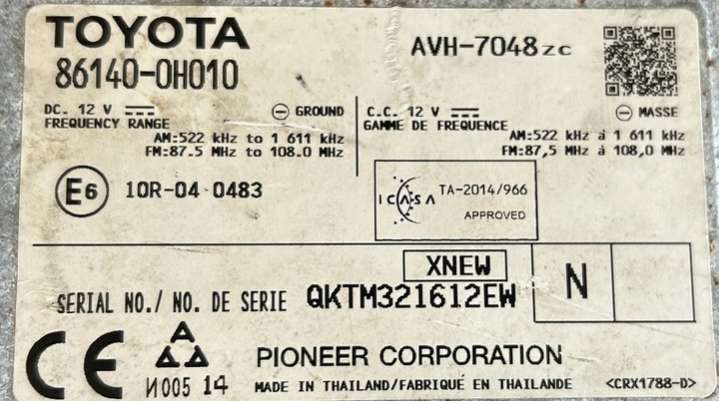 TOYOTA
86140-0H010
AVH-7048zc
DC. 12 V
GROUND
FREQUENCY RANGE
AM:522 kHz to 1 611 kHz
FM:87.5 MHz to 108.0 MHz
C.C. 12 V
MASSE
GAMME DE FREQUENCE
AM:522 kHz à 1 611 kHz
FM:87,5 MHz à 108,0 MHz
E6
10R-04 0483
ICASA
TA-2014/966
APPROVED
XNEW
SERIAL NO./ NO. DE SERIE QKTM321612EW
N
CE
A
И005 14
PIONEER CORPORATION
MADE IN THAILAND/FABRIQUÉ EN THAILANDE
<CRX1788-D>